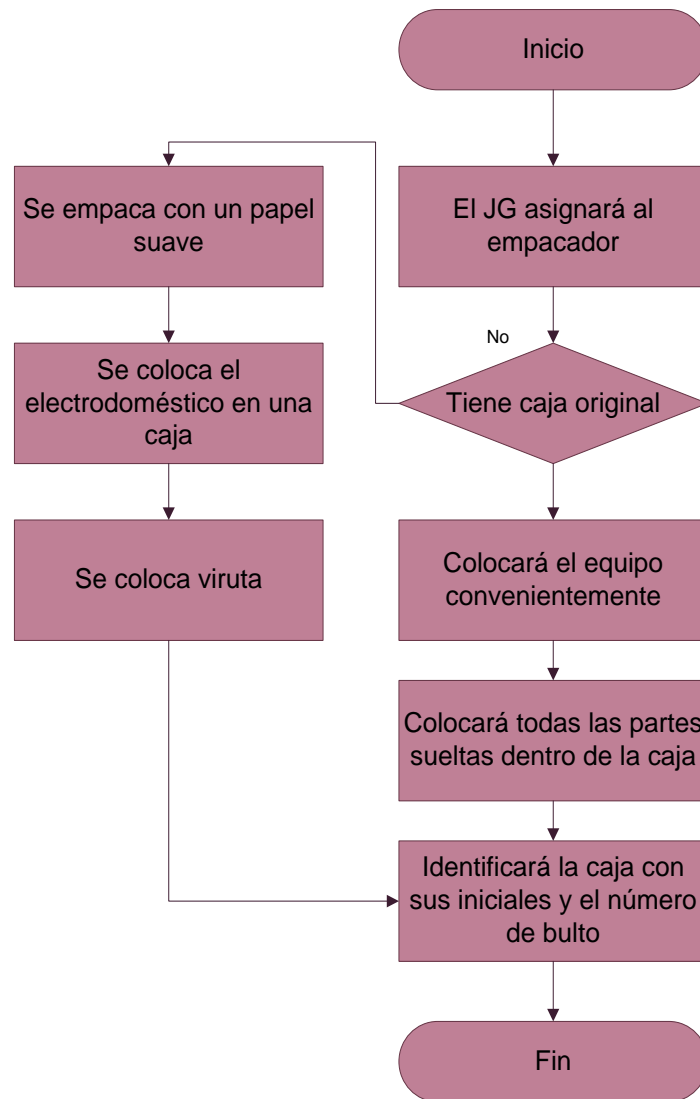 Inicio
El JG asignará al
empacador
No
Tiene caja original
Se empaca con un papel
suave
Se coloca el
electrodoméstico en una
caja
Se coloca viruta
Colocará el equipo
convenientemente
Colocará todas las partes
sueltas dentro de la caja
Identificará la caja con
sus iniciales y el número
de bulto
Fin